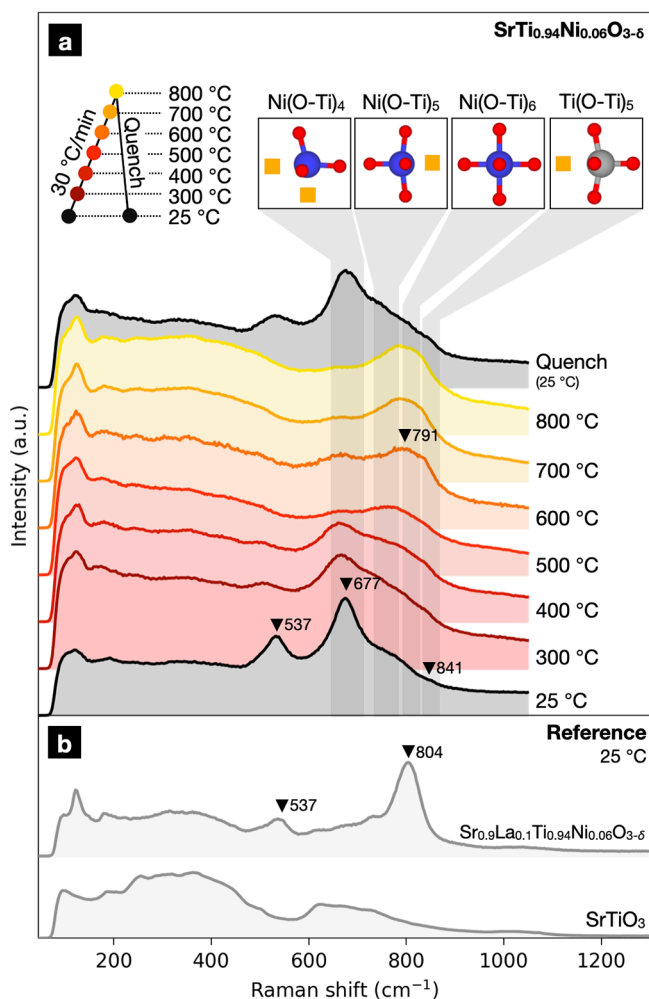 a
SrTi₀.₉₄Ni₀.₀₆O₃₋δ
800 °C
700 °C
600 °C
500 °C
400 °C
300 °C
25 °C
30 °C/min
Quench
Ni(O-Ti)₄
Ni(O-Ti)₅
Ni(O-Ti)₆
Ti(O-Ti)₅
Quench
(25 °C)
800 °C
700 °C
▼791
600 °C
500 °C
400 °C
▼677
300 °C
▼537
▼841
25 °C
Intensity (a.u.)
b
Reference
25 °C
▼804
▼537
Sr₀.₉La₀.₁Ti₀.₉₄Ni₀.₀₆O₃₋δ
SrTiO₃
200 400 600 800 1000 1200
Raman shift (cm⁻¹)